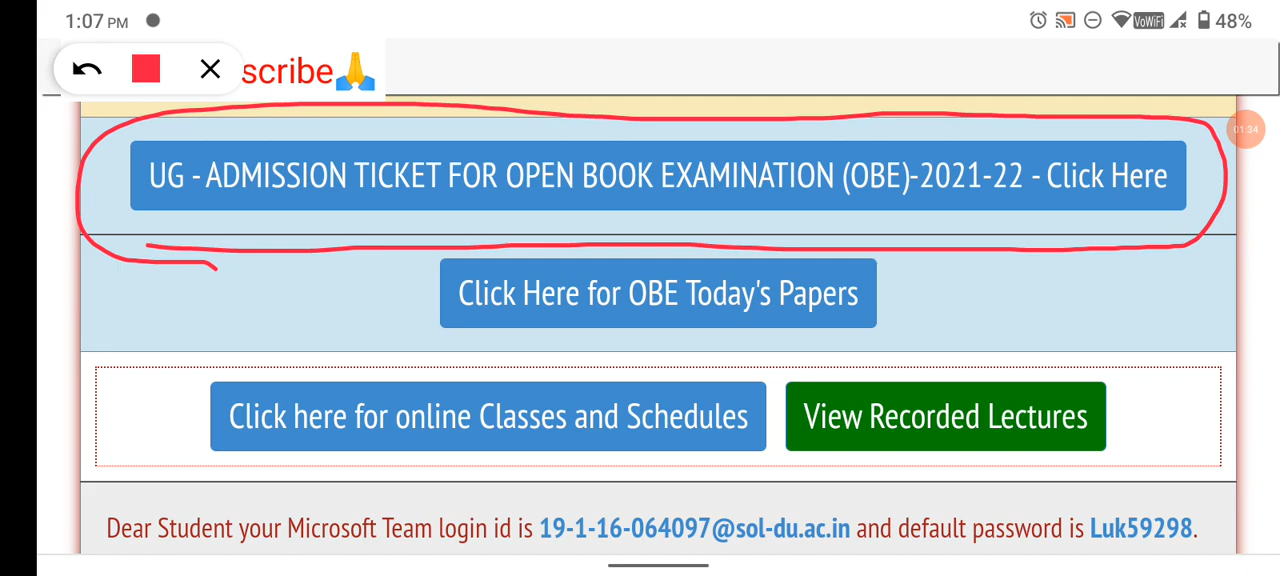 1:07 PM
VoWiFi
48%
scribe🙏
01:34
UG - ADMISSION TICKET FOR OPEN BOOK EXAMINATION (OBE)-2021-22 - Click Here
Click Here for OBE Today's Papers
Click here for online Classes and Schedules
View Recorded Lectures
Dear Student your Microsoft Team login id is 19-1-16-064097@sol-du.ac.in and default password is Luk59298.